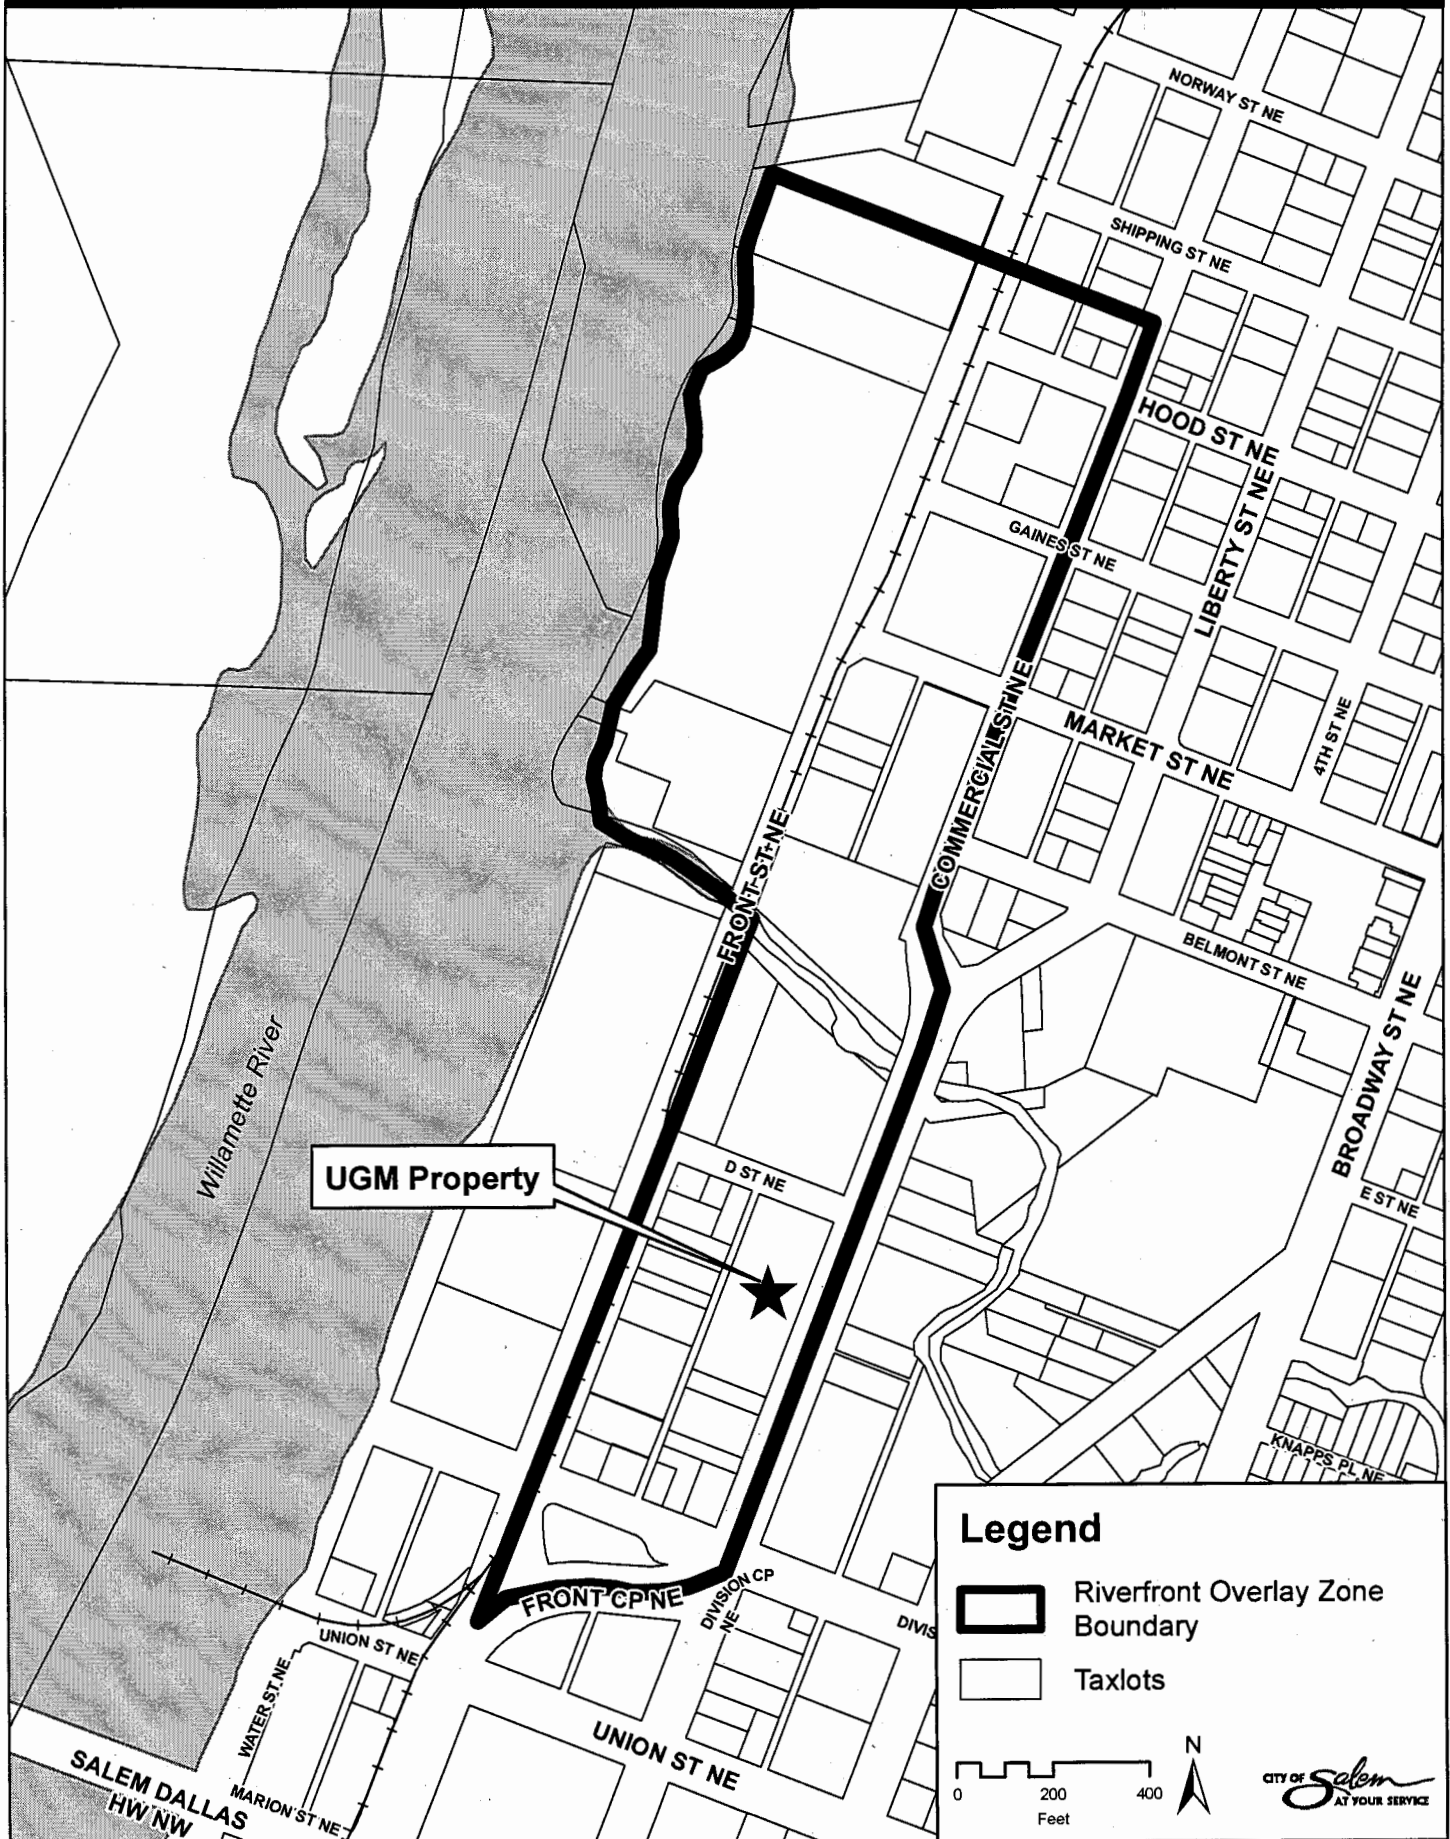 NORWAY ST NE
SHIPPING ST NE
HOOD ST NE
LIBERTY ST NE
GAINES ST NE
COMMERCIAL ST NE
MARKET ST NE
4TH ST NE
FRONT ST NE
BELMONT ST NE
BROADWAY ST NE
Willamette River
UGM Property
D ST NE
E ST NE
KNAPPS PL NE
FRONT CP NE
DIVISION CP
NE
DIVIS
UNION ST NE
WATER ST NE
UNION ST NE
SALEM DALLAS
HW NW
MARION ST NE
Legend
Riverfront Overlay Zone
Boundary
Taxlots
N
0 200 400
Feet
CITY OF Salem
AT YOUR SERVICE